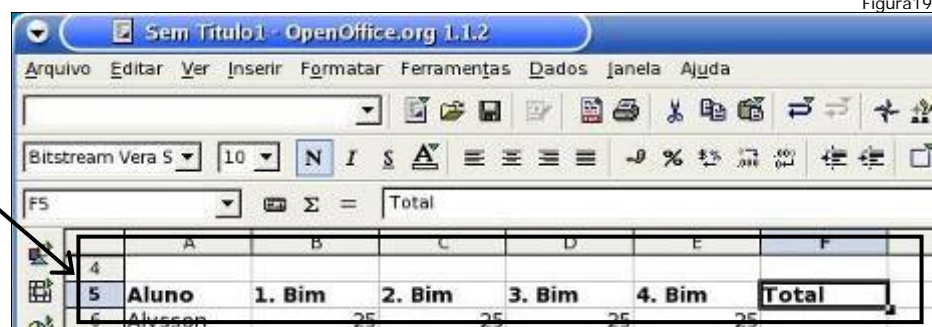 Figura19
Sem Título1 - OpenOffice.org 1.1.2
Arquivo Editar Ver Inserir Formatar Ferramentas Dados Janela Ajuda
Bitstream Vera S 10 N I S A
F5 Σ = Total
A B C D E F
4
5 Aluno 1. Bim 2. Bim 3. Bim 4. Bim Total
6 Alysson 25 25 25 25